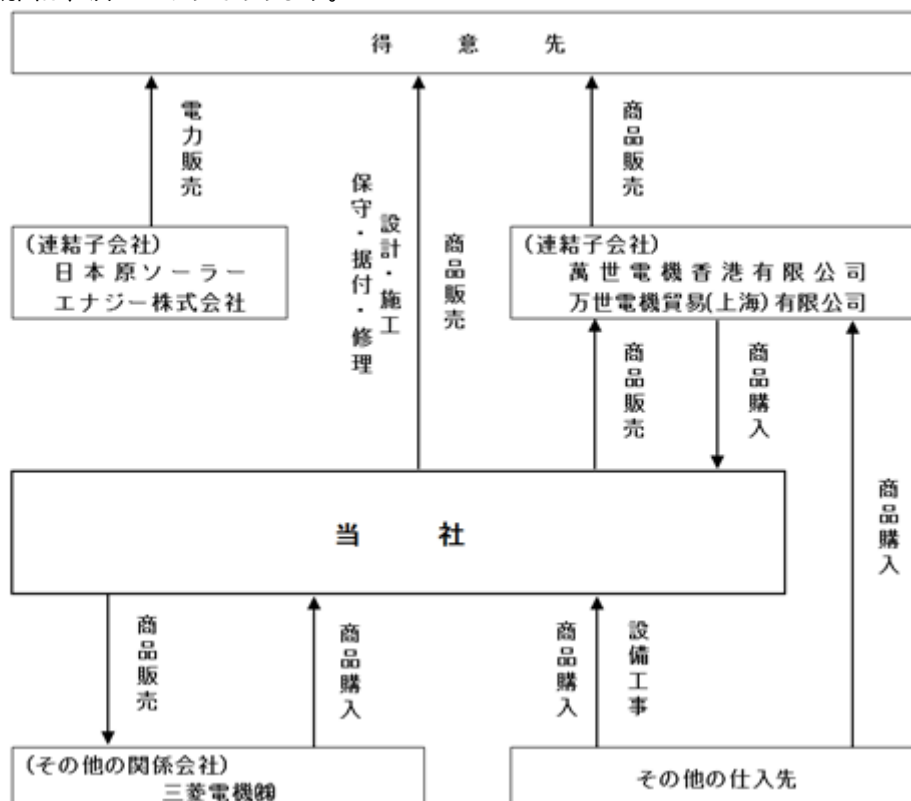 得意先
電力販売
保守・据付・修理
設計・施工
商品販売
商品販売
(連結子会社)
日本原ソーラー
エナジー株式会社
(連結子会社)
萬世電機香港有限公司
万世電機貿易(上海)有限公司
商品販売
商品購入
商品購入
当社
商品販売
商品購入
商品購入
設備工事
(その他の関係会社)
三菱電機㈱
その他の仕入先